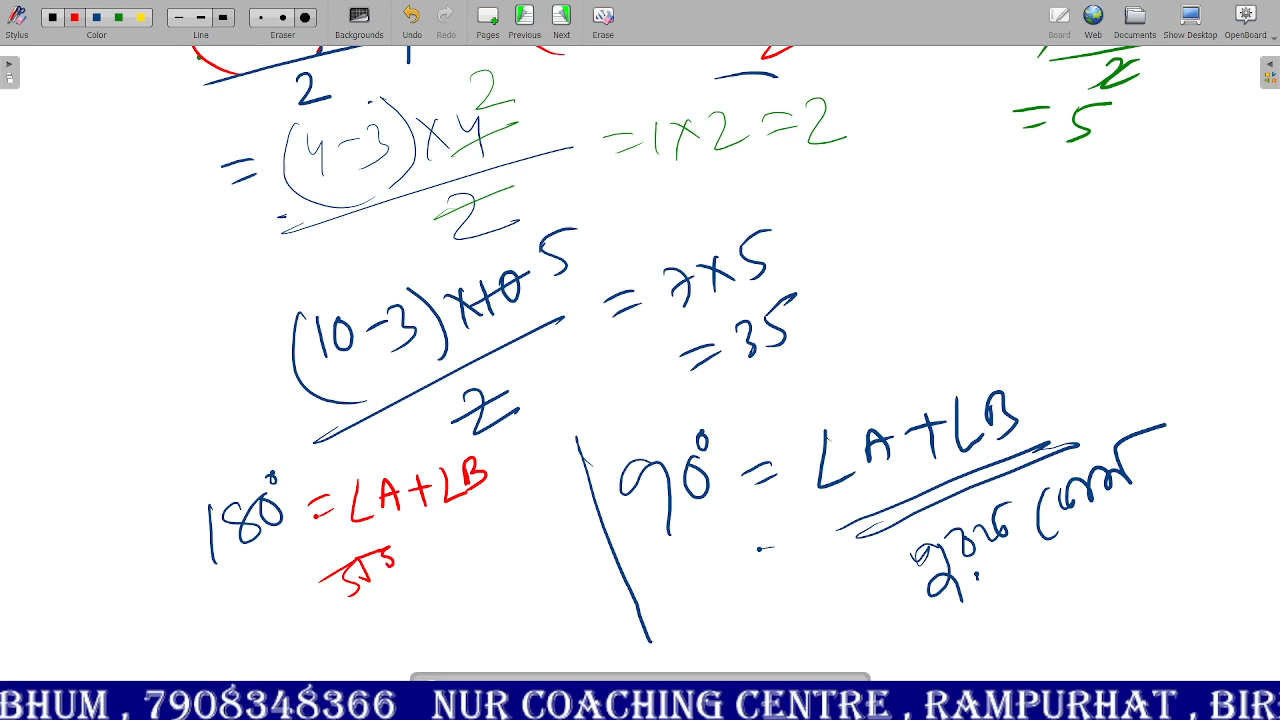 Stylus Color Line Eraser Backgrounds Undo Redo Pages Previous Next Erase Board Web Documents Show Desktop OpenBoard
2 2
2
= (4-3)×4 = 1×2 = 2 = 5
2
(10-3)×10 5 = 7×5
2 = 35
180° = ∠A+∠B
90° = ∠A+∠B
পূরক কোন
BHUM , 7908348366 NUR COACHING CENTRE , RAMPURHAT , BIR